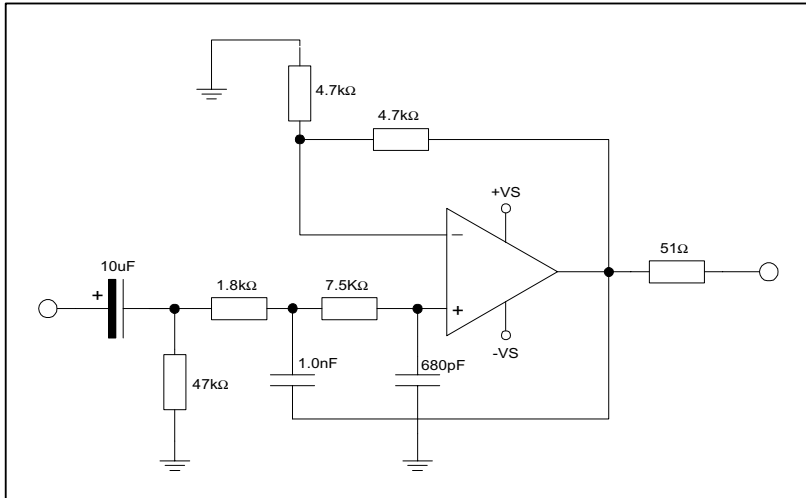 4.7kΩ
4.7kΩ
+VS
−
51Ω
10uF
+
1.8kΩ
7.5KΩ
+
-VS
1.0nF
680pF
47kΩ